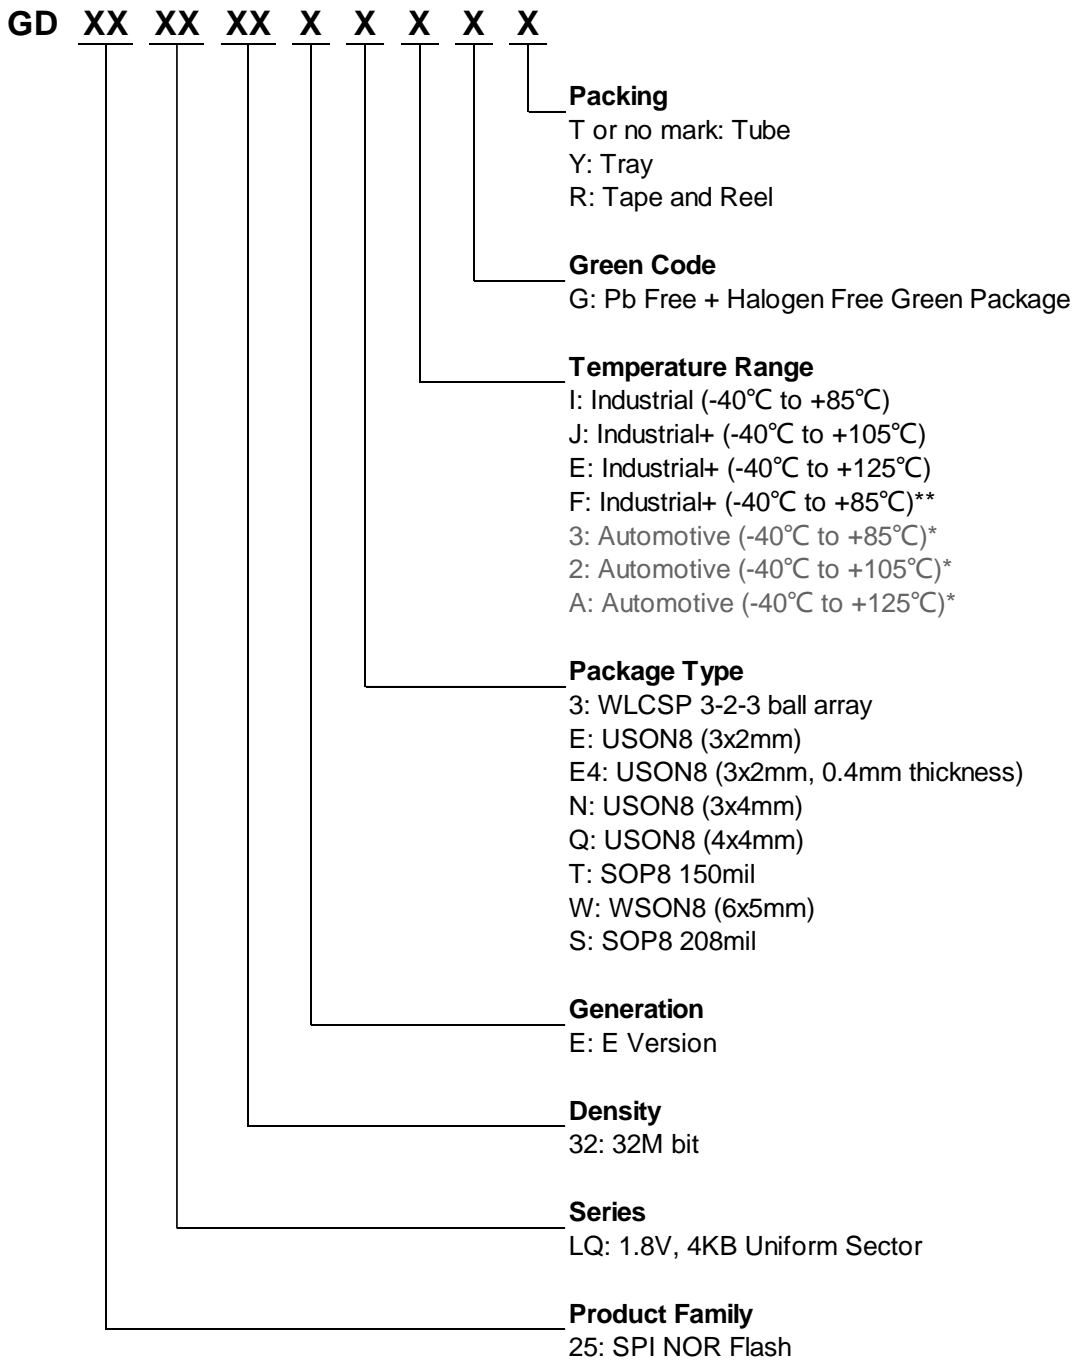 GD XX XX XX X X X X X
Packing
T or no mark: Tube
Y: Tray
R: Tape and Reel
Green Code
G: Pb Free + Halogen Free Green Package
Temperature Range
I: Industrial (-40℃ to +85℃)
J: Industrial+ (-40℃ to +105℃)
E: Industrial+ (-40℃ to +125℃)
F: Industrial+ (-40℃ to +85℃)**
3: Automotive (-40℃ to +85℃)*
2: Automotive (-40℃ to +105℃)*
A: Automotive (-40℃ to +125℃)*
Package Type
3: WLCSP 3-2-3 ball array
E: USON8 (3x2mm)
E4: USON8 (3x2mm, 0.4mm thickness)
N: USON8 (3x4mm)
Q: USON8 (4x4mm)
T: SOP8 150mil
W: WSON8 (6x5mm)
S: SOP8 208mil
Generation
E: E Version
Density
32: 32M bit
Series
LQ: 1.8V, 4KB Uniform Sector
Product Family
25: SPI NOR Flash